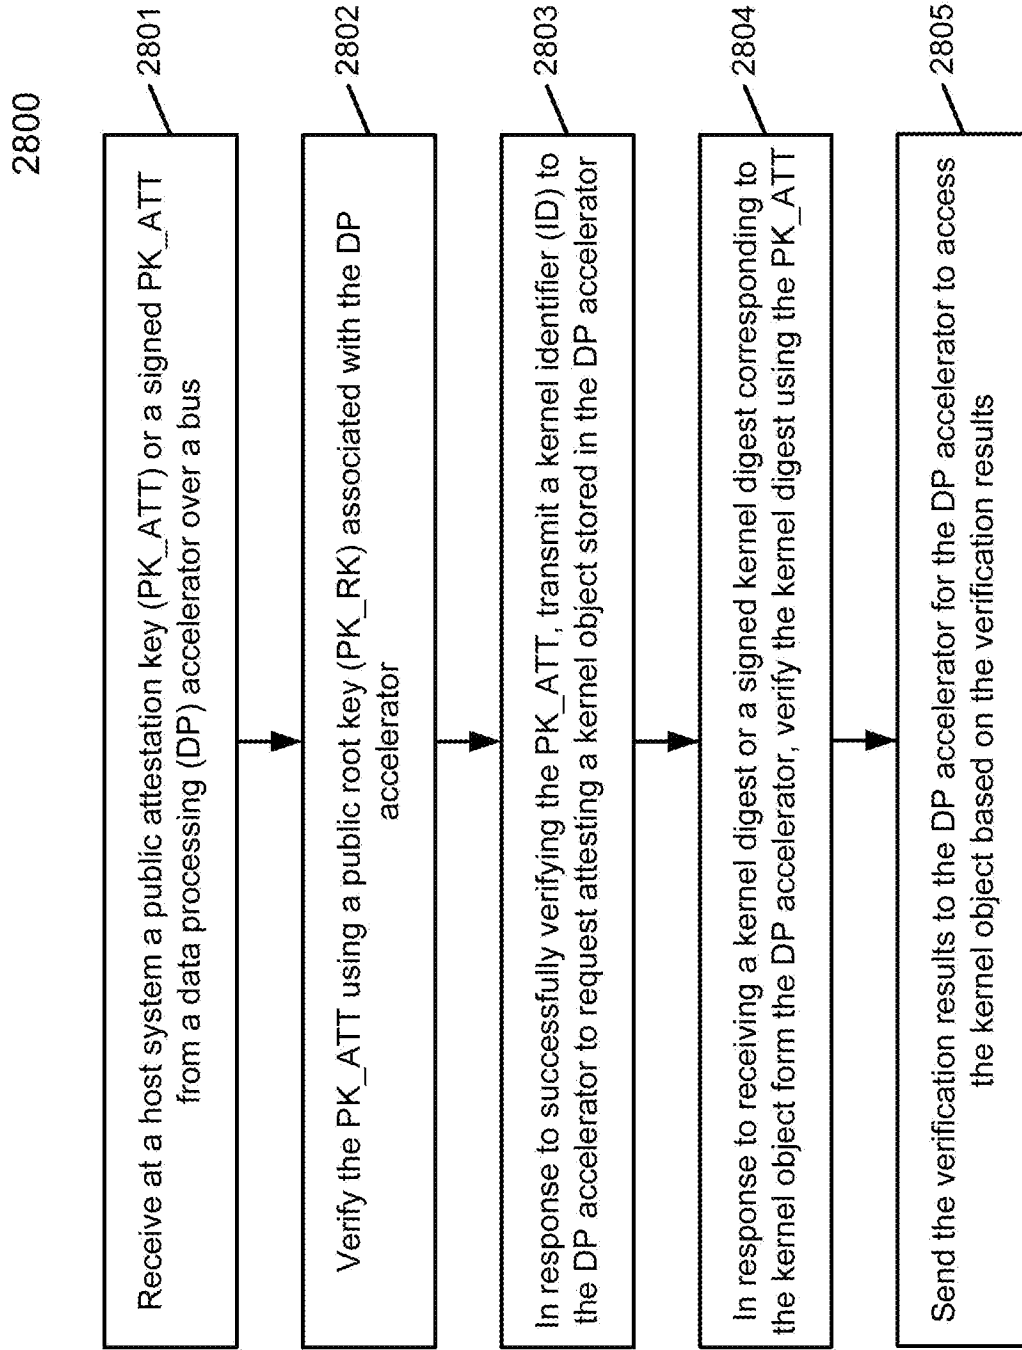 2800
Receive at a host system a public attestation key (PK_ATT) or a signed PK_ATT
from a data processing (DP) accelerator over a bus
2801
Verify the PK_ATT using a public root key (PK_RK) associated with the DP
accelerator
2802
In response to successfully verifying the PK_ATT, transmit a kernel identifier (ID) to
the DP accelerator to request attesting a kernel object stored in the DP accelerator
2803
In response to receiving a kernel digest or a signed kernel digest corresponding to
the kernel object form the DP accelerator, verify the kernel digest using the PK_ATT
2804
Send the verification results to the DP accelerator for the DP accelerator to access
the kernel object based on the verification results
2805